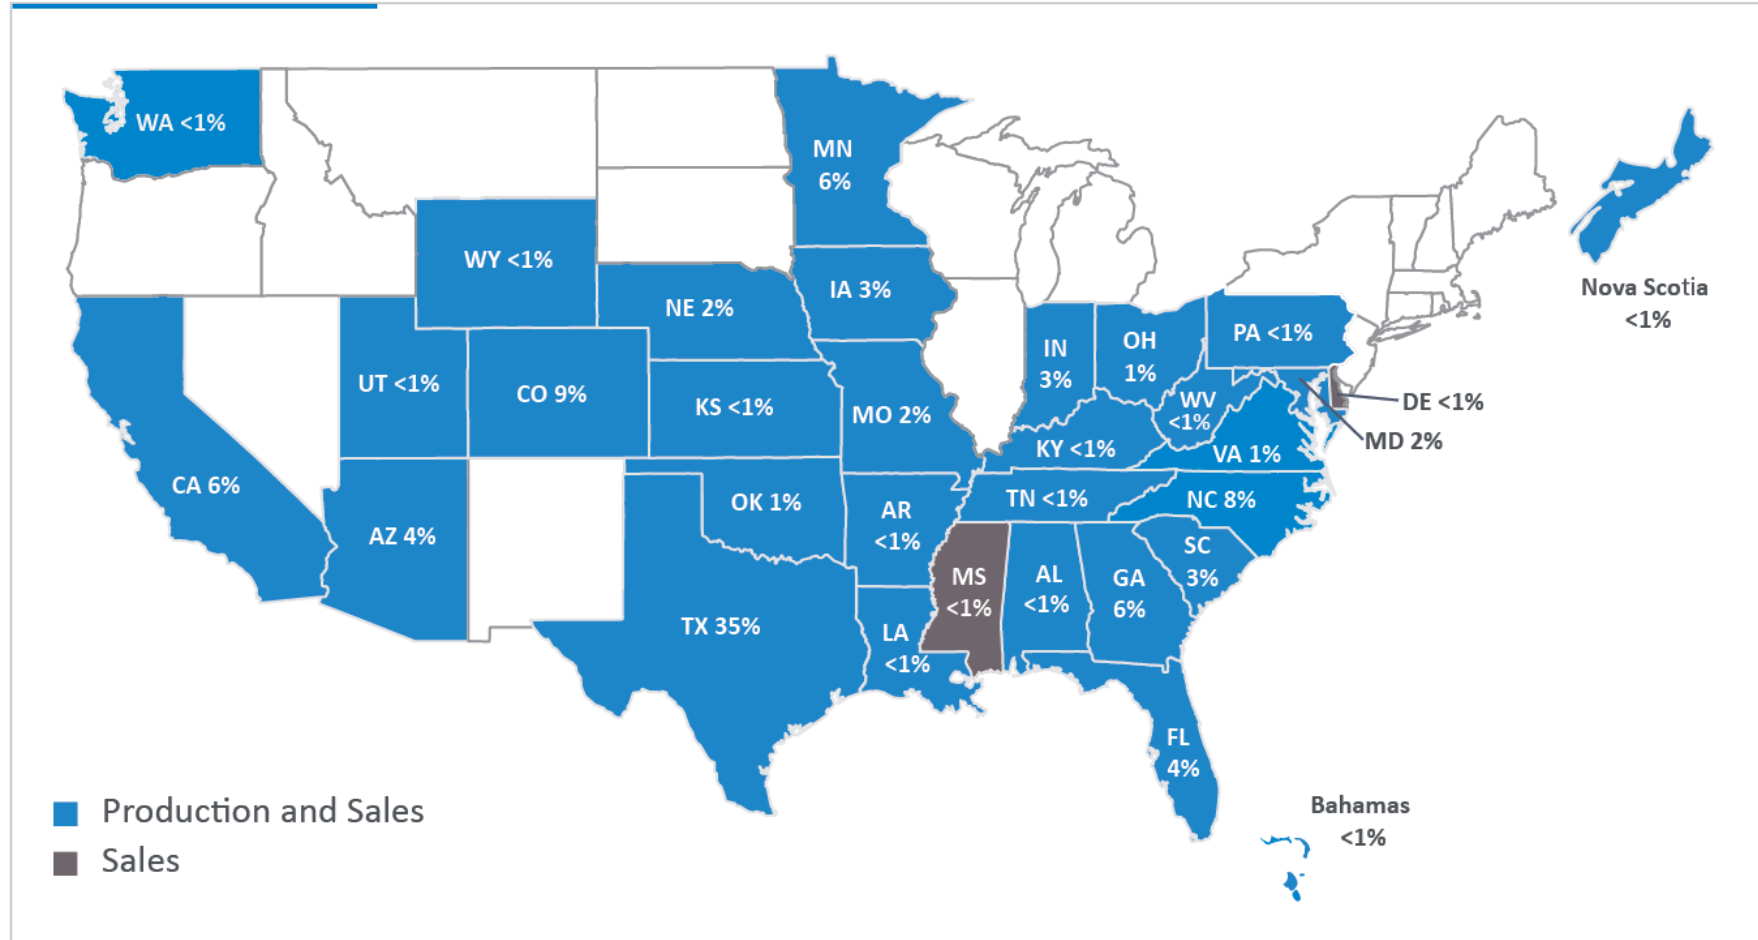 WA <1%
MN
6%
WY <1%
NE 2%
IA 3%
Nova Scotia
<1%
UT <1%
CO 9%
KS <1%
MO 2%
IN
3%
OH
1%
PA <1%
WV
<1%
DE <1%
MD 2%
KY <1%
VA 1%
CA 6%
AZ 4%
OK 1%
AR
<1%
TN <1%
NC 8%
SC
3%
MS
<1%
AL
<1%
GA
6%
TX 35%
LA
<1%
FL
4%
Bahamas
<1%
Production and Sales
Sales